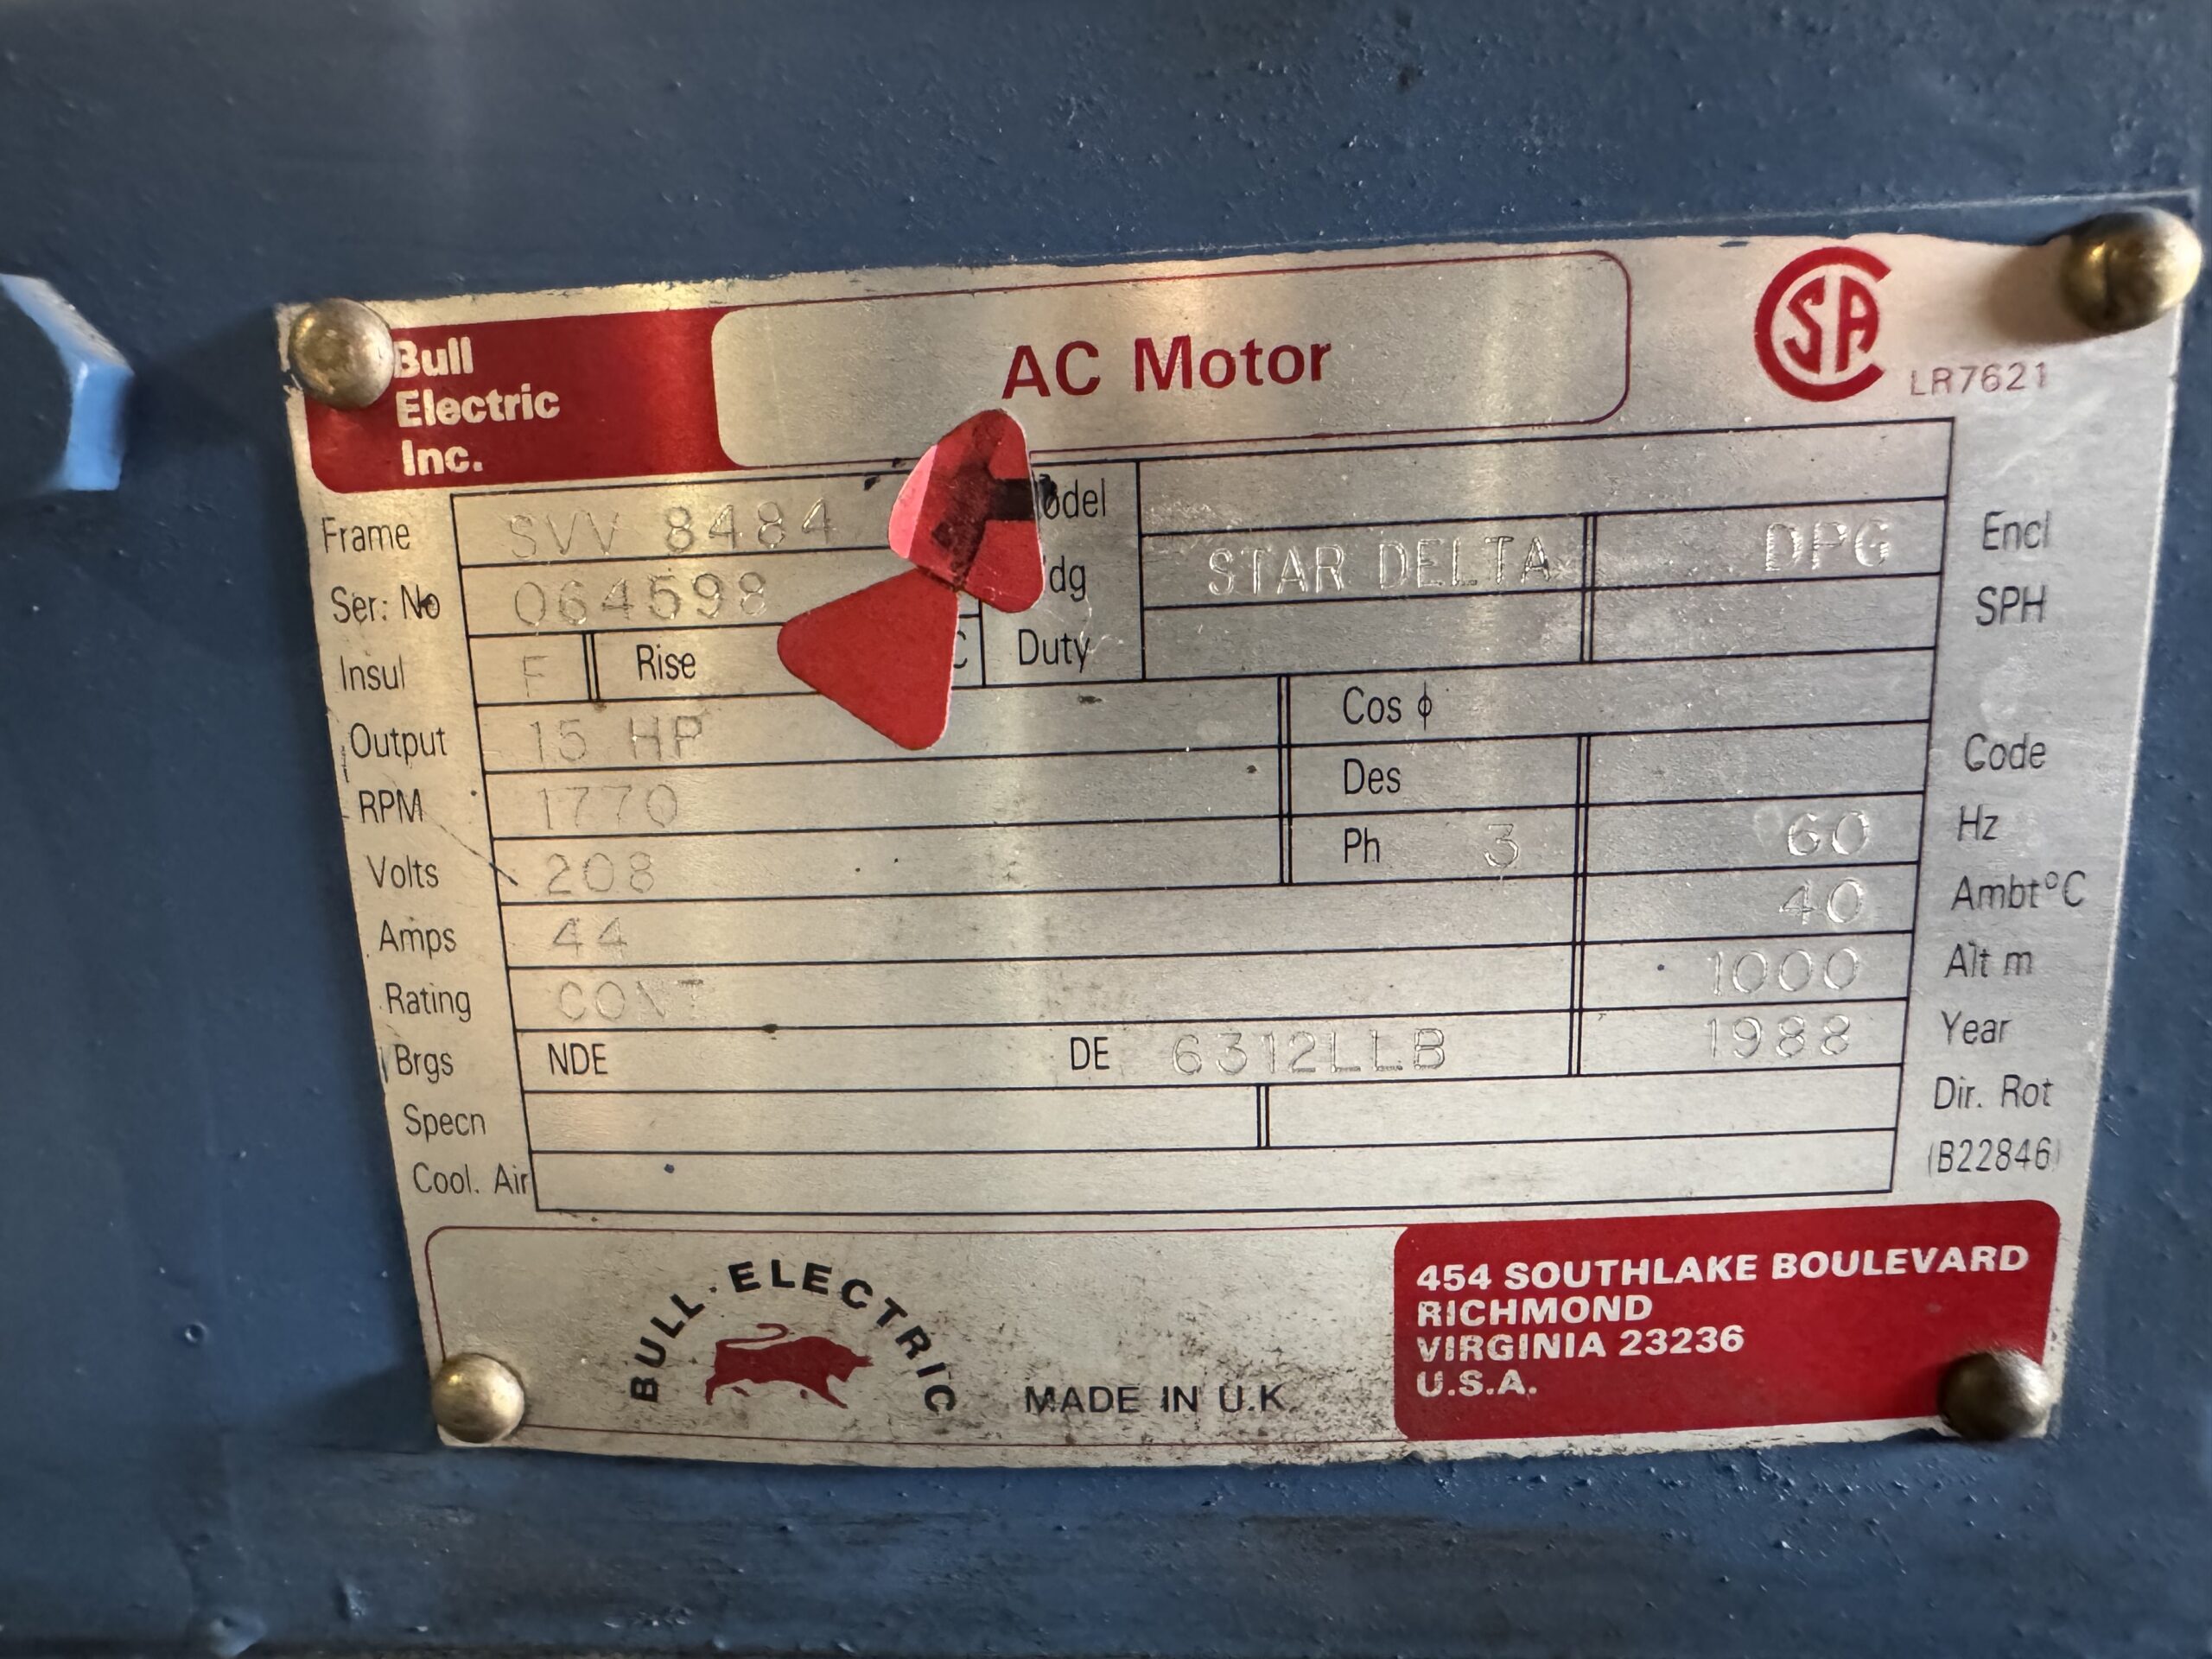 Bull
Electric
Inc.
AC Motor
CSA
LR7621
Frame SVV 8484
STAR DELTA DPG Encl
Ser: No 064598
SPH
Insul F Rise C Duty
Output 15 HP Cos ϕ
RPM 1770 Des Code
Volts 208 Ph 3 60 Hz
Amps 44 40 Ambt°C
Rating CONT 1000 Alt m
Brgs NDE DE 6312LLB 1988 Year
Specn Dir. Rot
Cool. Air (B22846)
BULL ELECTRIC
MADE IN U.K.
454 SOUTHLAKE BOULEVARD
RICHMOND
VIRGINIA 23236
U.S.A.